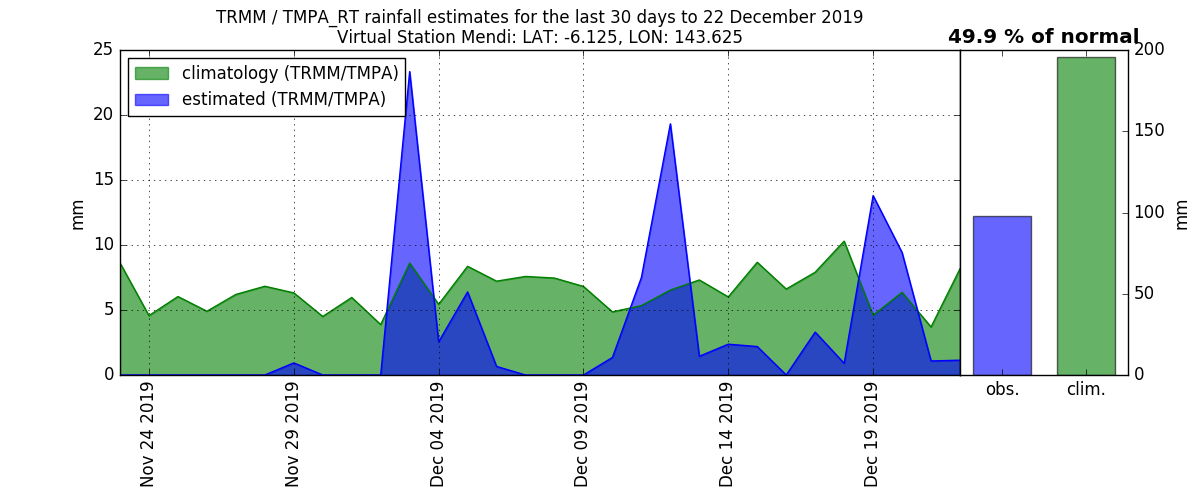 TRMM / TMPA_RT rainfall estimates for the last 30 days to 22 December 2019
Virtual Station Mendi: LAT: -6.125, LON: 143.625
49.9 % of normal
climatology (TRMM/TMPA)
estimated (TRMM/TMPA)
25
20
15
10
5
0
mm
Nov 24 2019
Nov 29 2019
Dec 04 2019
Dec 09 2019
Dec 14 2019
Dec 19 2019
200
150
100
50
0
mm
obs.
clim.